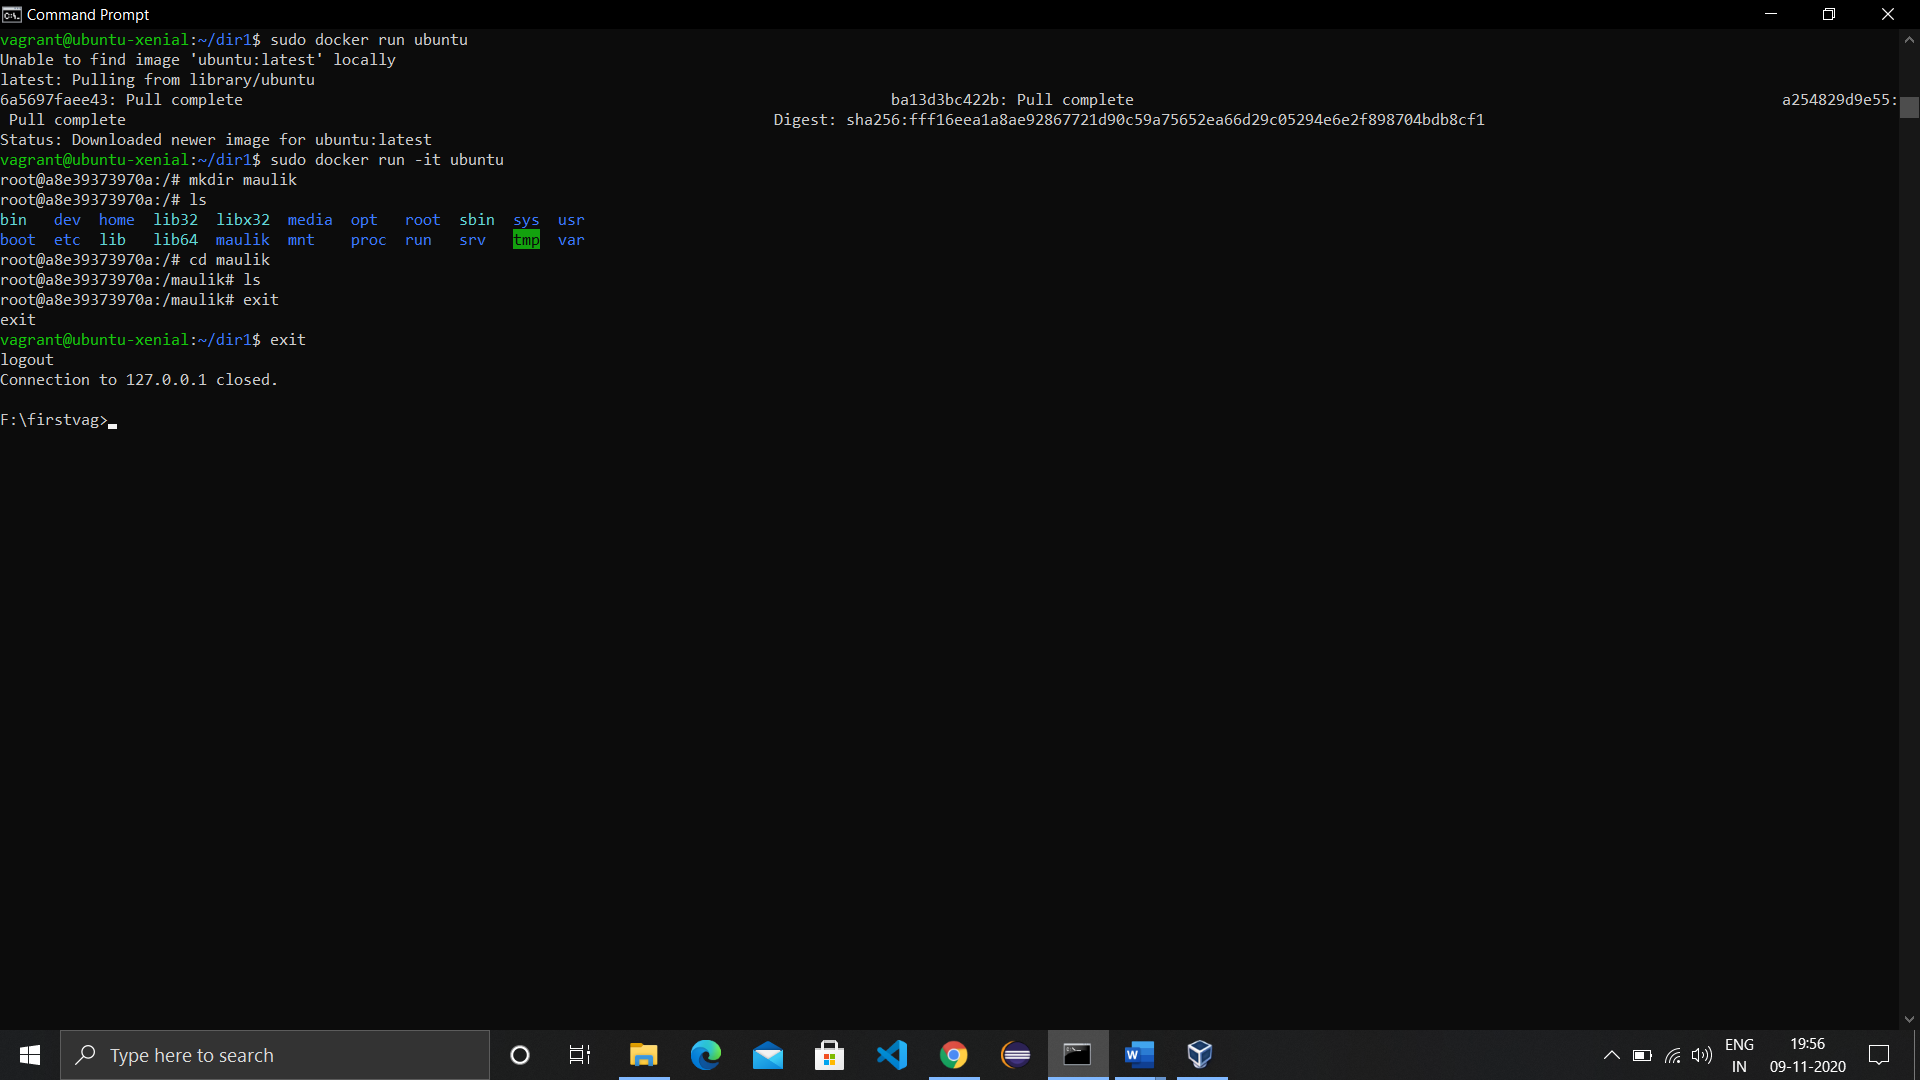 Command Prompt
vagrant@ubuntu-xenial:~/dir1$ sudo docker run ubuntu
Unable to find image 'ubuntu:latest' locally
latest: Pulling from library/ubuntu
6a5697faee43: Pull complete ba13d3bc422b: Pull complete a254829d9e55:
Pull complete Digest: sha256:fff16eea1a8ae92867721d90c59a75652ea66d29c05294e6e2f898704bdb8cf1
Status: Downloaded newer image for ubuntu:latest
vagrant@ubuntu-xenial:~/dir1$ sudo docker run -it ubuntu
root@a8e39373970a:/# mkdir maulik
root@a8e39373970a:/# ls
bin dev home lib32 libx32 media opt root sbin sys usr
boot etc lib lib64 maulik mnt proc run srv tmp var
root@a8e39373970a:/# cd maulik
root@a8e39373970a:/maulik# ls
root@a8e39373970a:/maulik# exit
exit
vagrant@ubuntu-xenial:~/dir1$ exit
logout
Connection to 127.0.0.1 closed.
F:\firstvag>
Type here to search
ENG
IN
19:56
09-11-2020